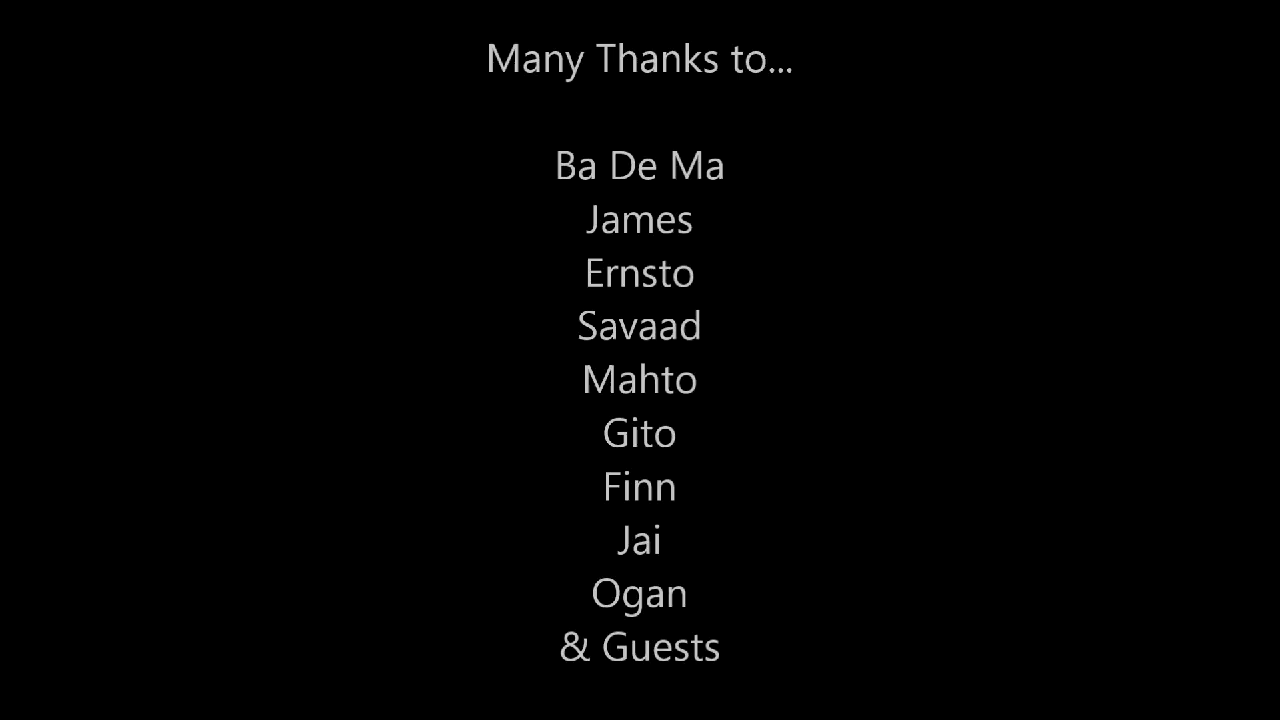 Many Thanks to...
Ba De Ma
James
Ernsto
Savaad
Mahto
Gito
Finn
Jai
Ogan
& Guests